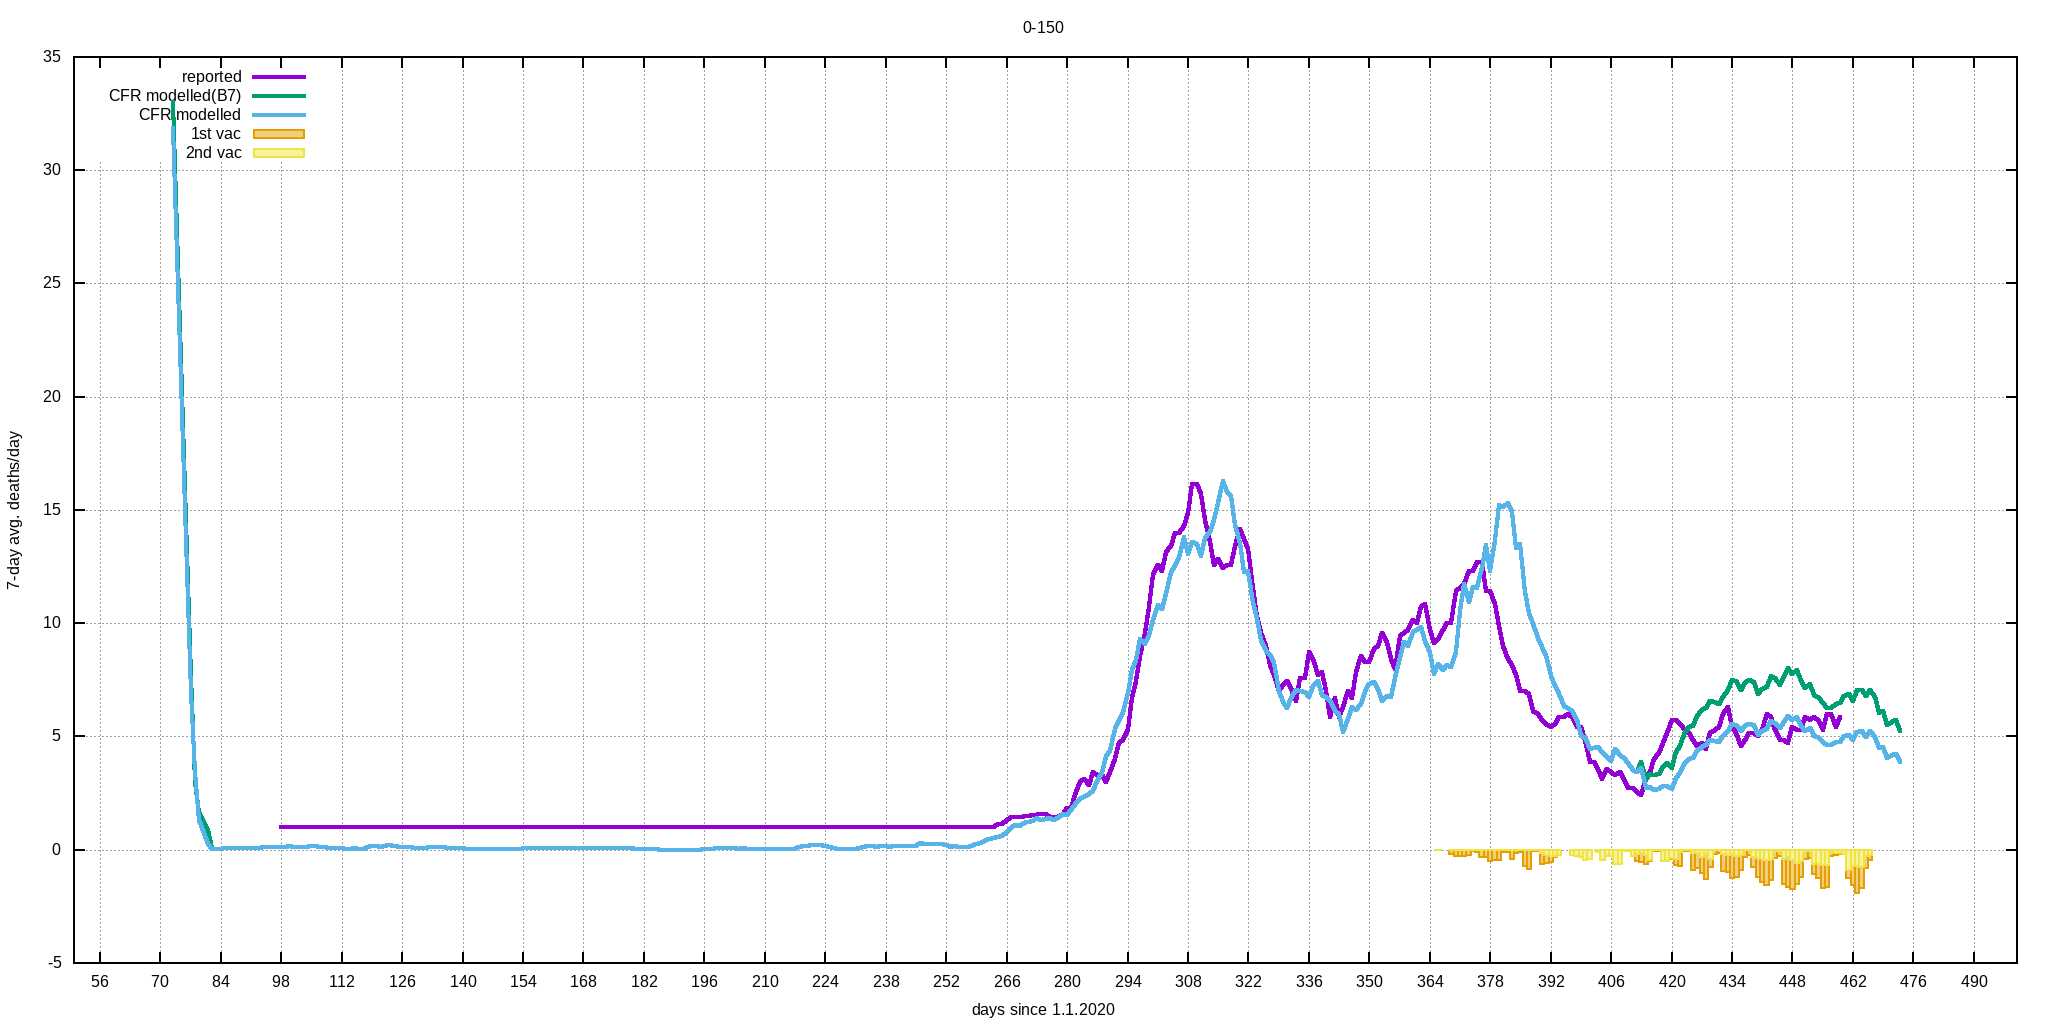 0-150
35
30
25
20
15
10
5
0
-5
7-day avg. deaths/day
reported
CFR modelled(B7)
CFR modelled
1st vac
2nd vac
56 70 84 98 112 126 140 154 168 182 196 210 224 238 252 266 280 294 308 322 336 350 364 378 392 406 420 434 448 462 476 490
days since 1.1.2020